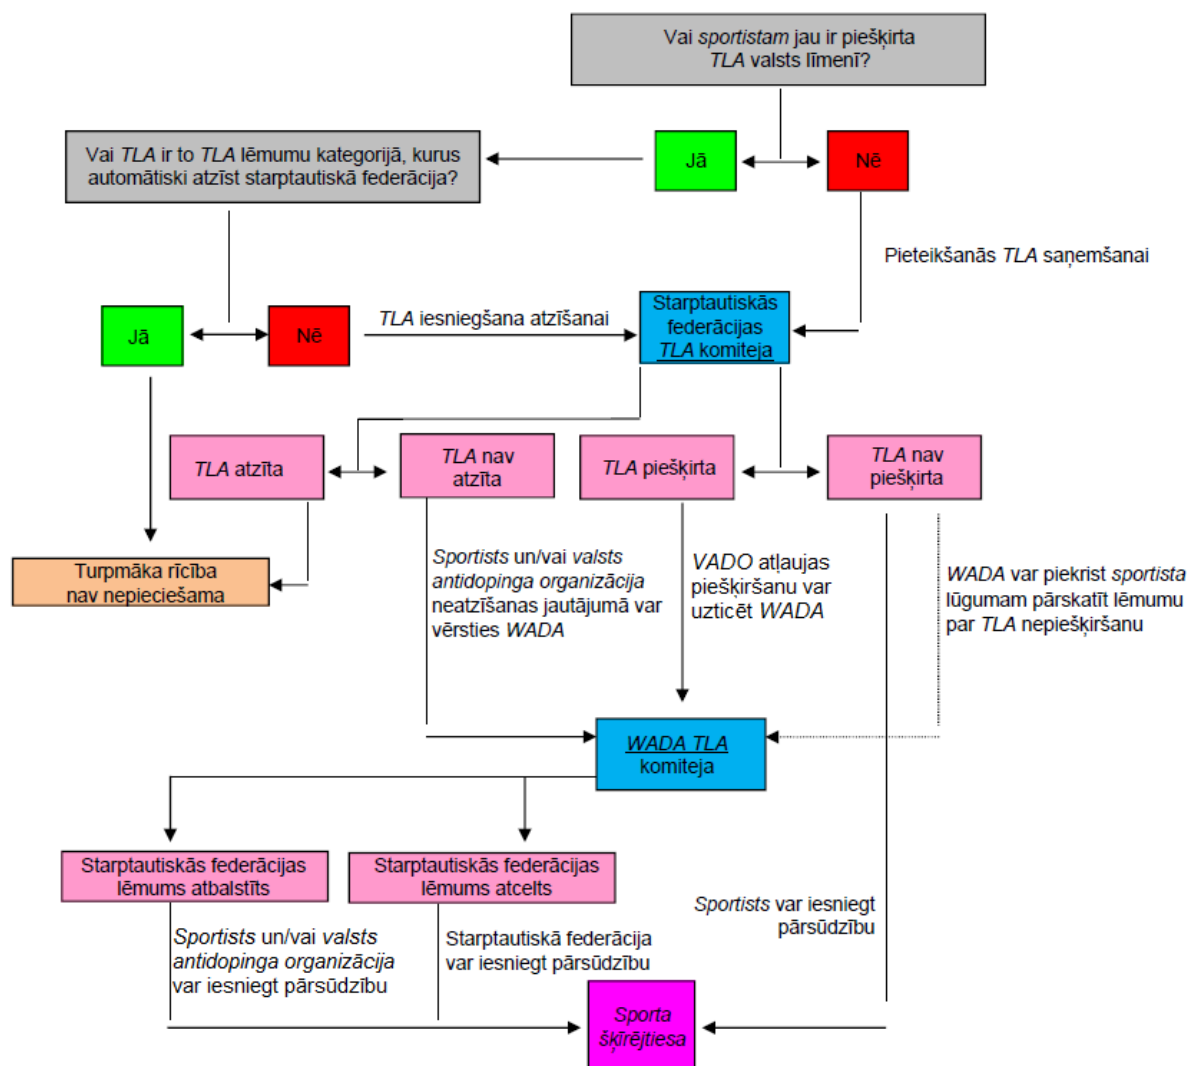 Vai sportistam jau ir piešķirta
TLA valsts līmenī?
Vai TLA ir to TLA lēmumu kategorijā, kurus
automātiski atzīst starptautiskā federācija?
Jā
Nē
Pieteikšanās TLA saņemšanai
Jā
Nē
TLA iesniegšana atzīšanai
Starptautiskās
federācijas
TLA komiteja
TLA atzīta
TLA nav
atzīta
TLA piešķirta
TLA nav
piešķirta
Turpmāka rīcība
nav nepieciešama
Sportists un/vai valsts
antidopinga organizācija
neatzīšanas jautājumā var
vērsties WADA
VADO atļaujas
piešķiršanu var
uzticēt WADA
WADA var piekrist sportista
lūgumam pārskatīt lēmumu
par TLA nepiešķiršanu
WADA TLA
komiteja
Starptautiskās federācijas
lēmums atbalstīts
Starptautiskās federācijas
lēmums atcelts
Sportists var iesniegt
pārsūdzību
Sportists un/vai valsts
antidopinga organizācija
var iesniegt pārsūdzību
Starptautiskā federācija
var iesniegt pārsūdzību
Sporta
šķīrējtiesa